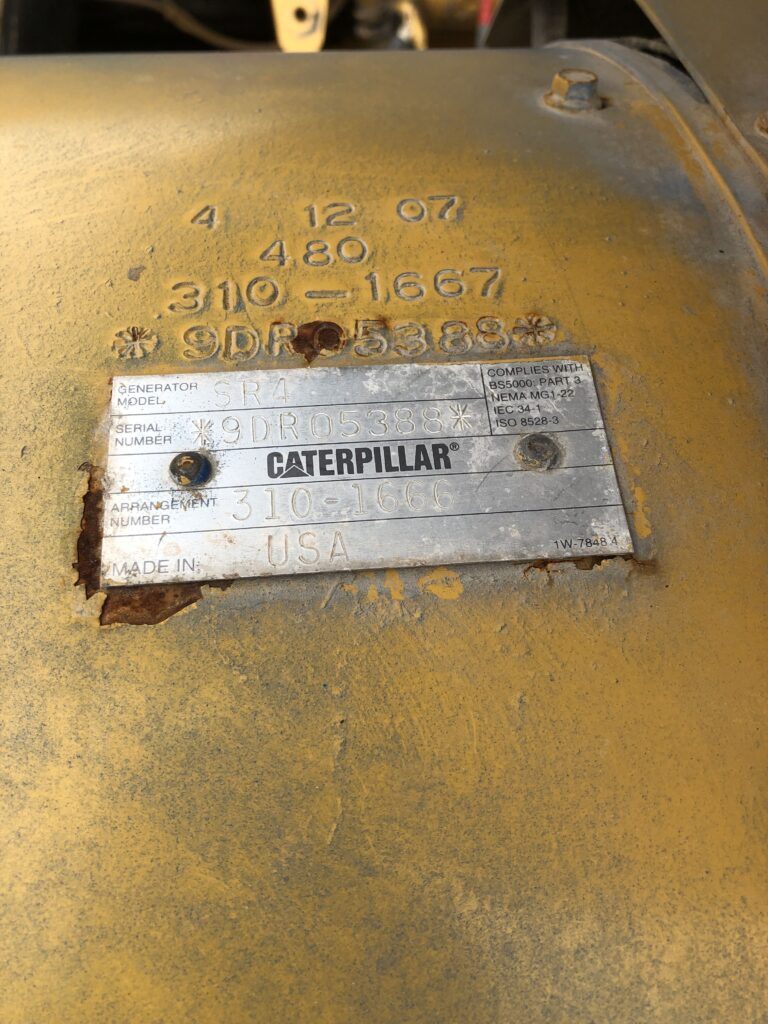 4 12 07
480
310-1667
*9DR05388*
GENERATOR MODEL SR4
COMPLIES WITH
BS5000: PART 3
NEMA MG1-22
IEC 34-1
ISO 8528-3
SERIAL NUMBER *9DR05388*
CATERPILLAR®
ARRANGEMENT NUMBER 310-1666
MADE IN: USA
1W-7848 4